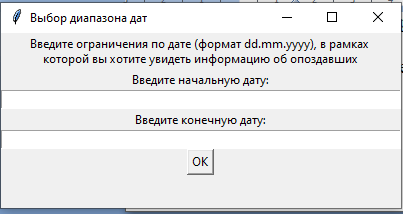 Выбор диапазона дат
Введите ограничения по дате (формат dd.mm.yyyy), в рамках
которой вы хотите увидеть информацию об опоздавших
Введите начальную дату:
Введите конечную дату:
OK